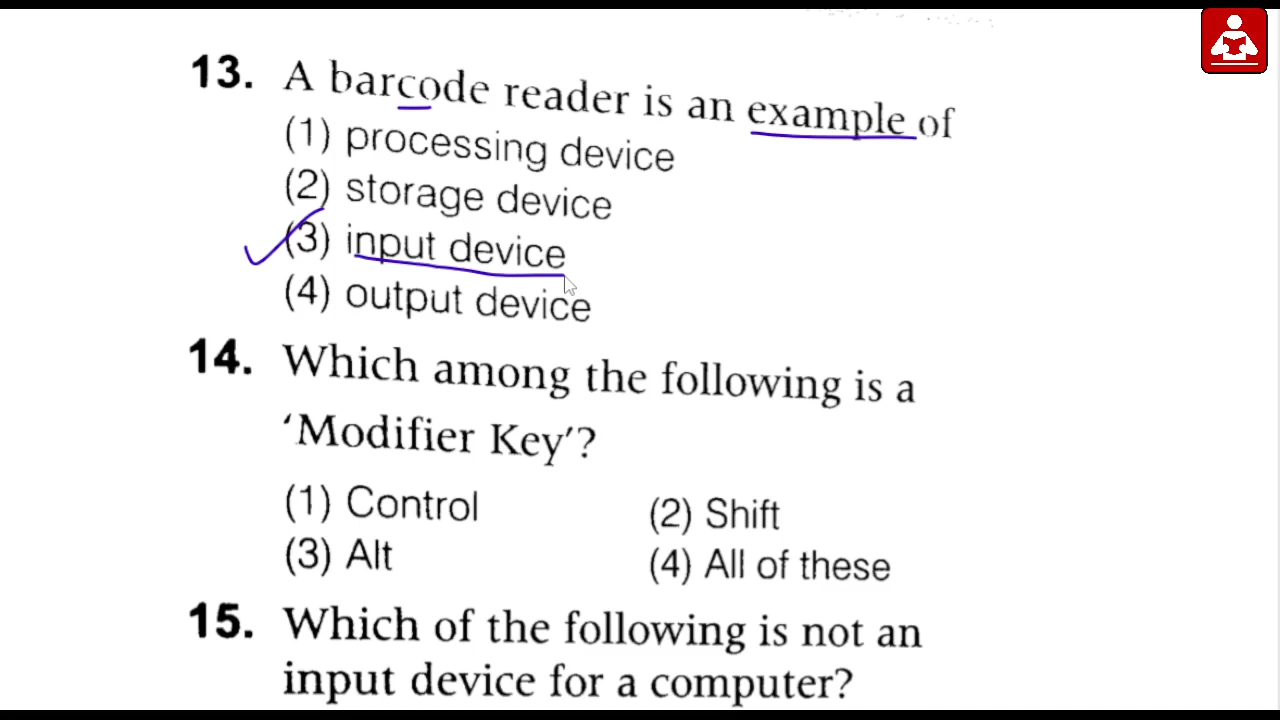 13. A barcode reader is an example of
(1) processing device
(2) storage device
(3) input device
(4) output device
14. Which among the following is a
‘Modifier Key’?
(1) Control (2) Shift
(3) Alt (4) All of these
15. Which of the following is not an
input device for a computer?